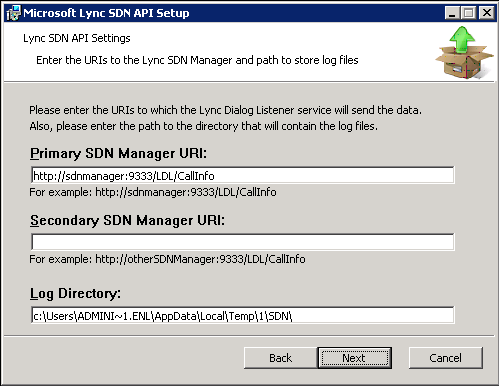 Microsoft Lync SDN API Setup
Lync SDN API Settings
Enter the URIs to the Lync SDN Manager and path to store log files
Please enter the URIs to which the Lync Dialog Listener service will send the data.
Also, please enter the path to the directory that will contain the log files.
Primary SDN Manager URI:
http://sdnmanager:9333/LDL/CallInfo
For example: http://sdnmanager:9333/LDL/CallInfo
Secondary SDN Manager URI:
For example: http://otherSDNManager:9333/LDL/CallInfo
Log Directory:
c:\Users\ADMINI~1.ENL\AppData\Local\Temp\1\SDN\
Back Next Cancel